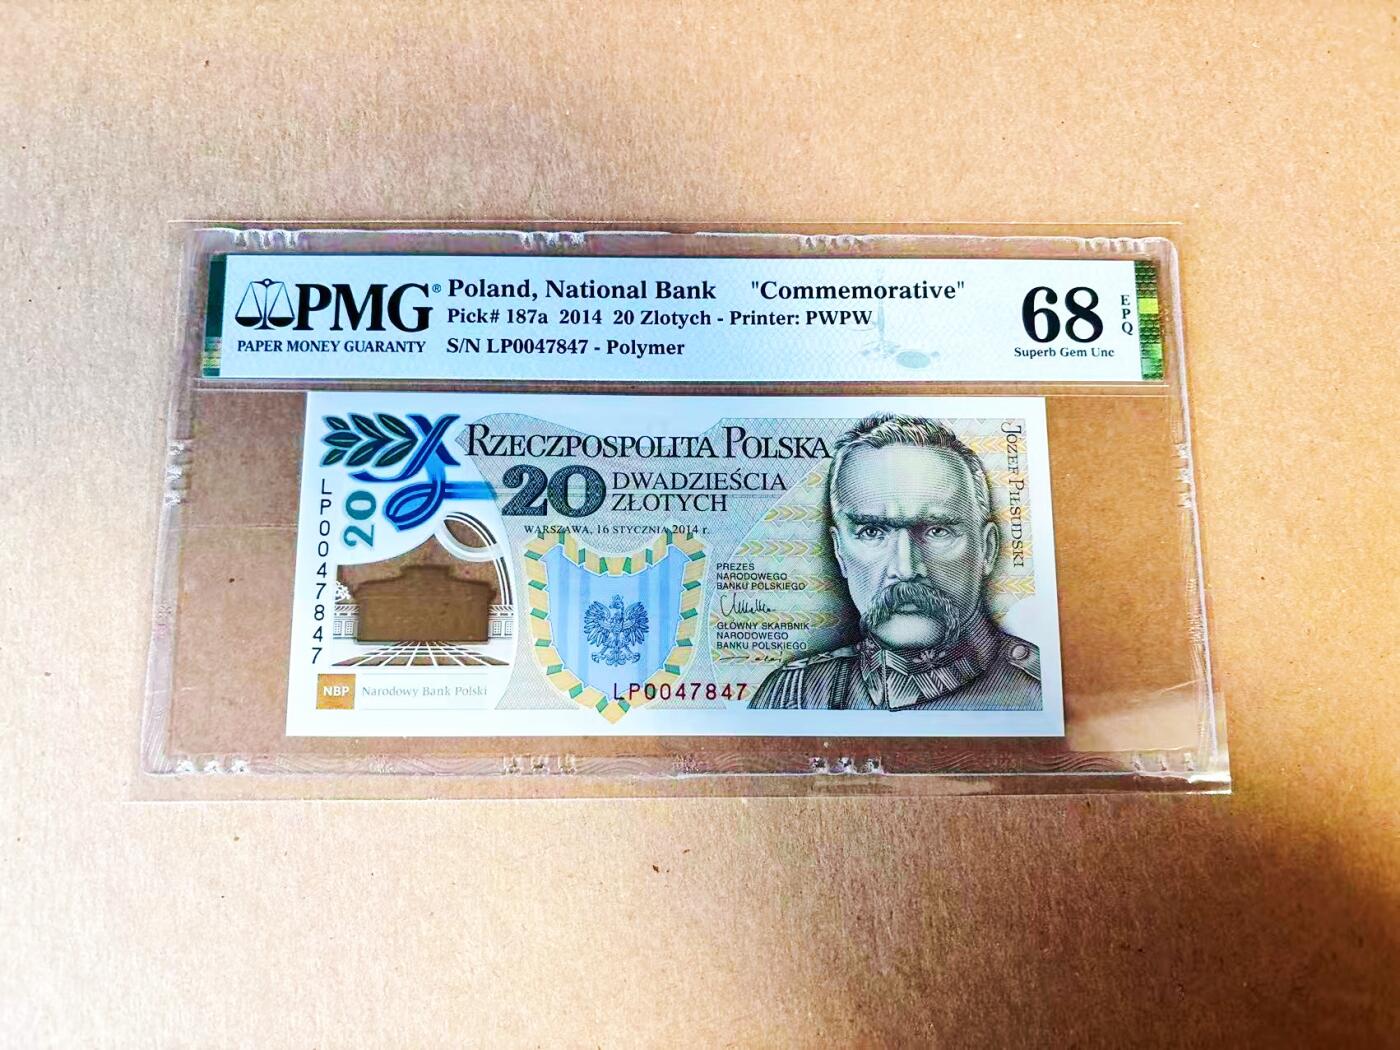 PMG®
PAPER MONEY GUARANTY
Poland, National Bank "Commemorative"
Pick# 187a 2014 20 Zlotych - Printer: PWPW
S/N LP0047847 - Polymer
68
EPQ
Superb Gem Unc
RZECZPOSPOLITA POLSKA
20
DWADZIEŚCIA
ZŁOTYCH
WARSZAWA, 16 STYCZNIA 2014 r.
20
LP0047847
PREZES
NARODOWEGO
BANKU POLSKIEGO
GŁÓWNY SKARBNIK
NARODOWEGO
BANKU POLSKIEGO
JÓZEF PIŁSUDSKI
NBP
Narodowy Bank Polski
LP0047847